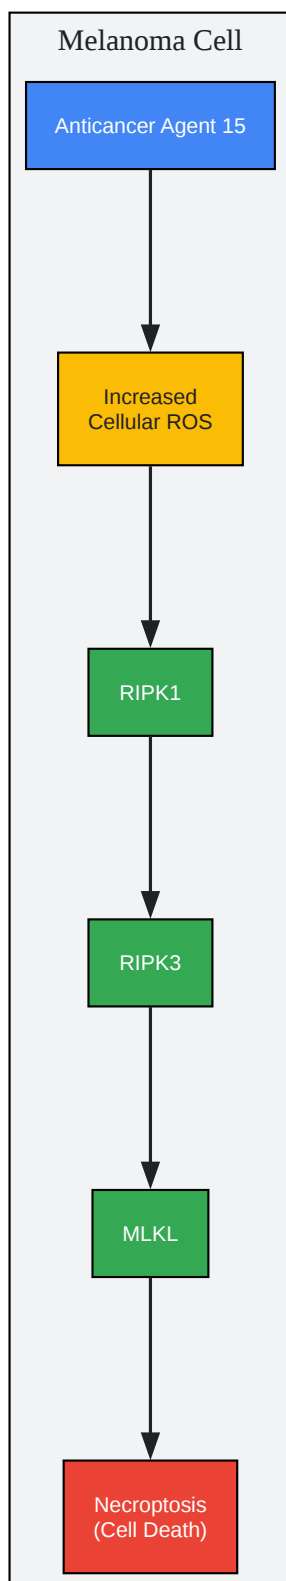 Melanoma Cell
Anticancer Agent 15
Increased
Cellular ROS
RIPK1
RIPK3
MLKL
Necroptosis
(Cell Death)